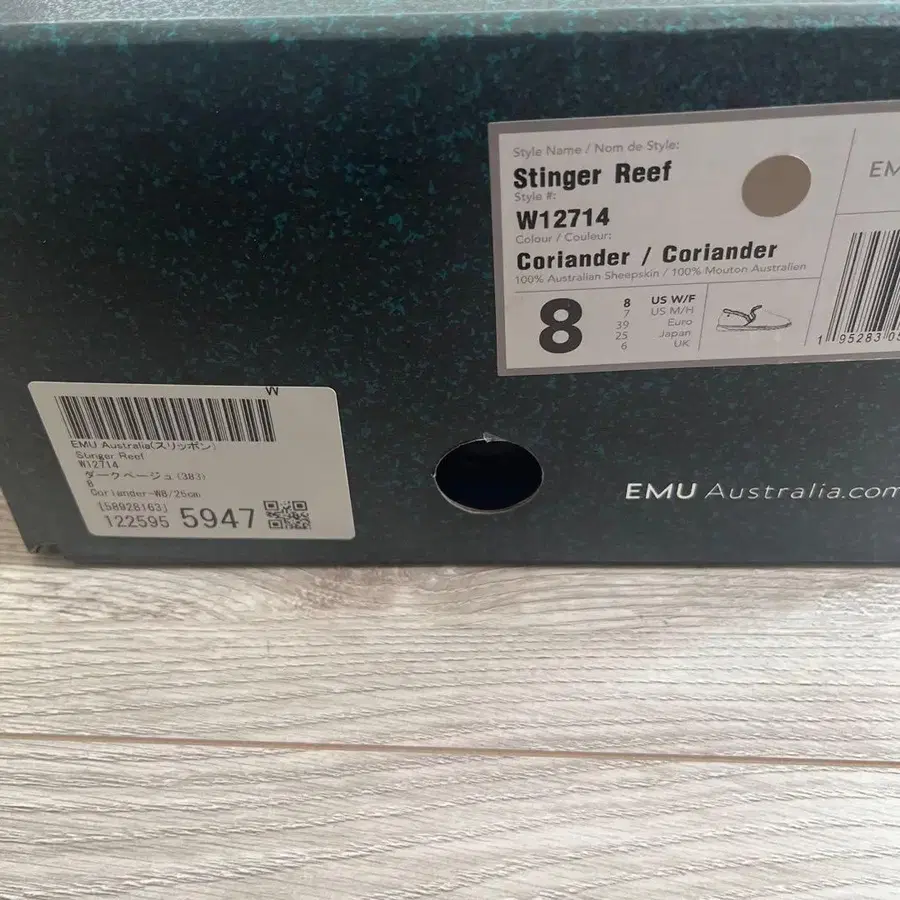 Style Name / Nom de Style:
Stinger Reef
Style #:
W12714
Colour / Couleur:
Coriander / Coriander
100% Australian Sheepskin / 100% Mouton Australien
8
8 US W/F
7 US M/H
39 Euro
25 Japan
6 UK
EM
1 95283 05
W
EMU Australia(スリッポン)
Stinger Reef
W12714
ダークベージュ(383)
8
Coriander-W8/25cm
[58928163]
122595 5947
EMU Australia.com